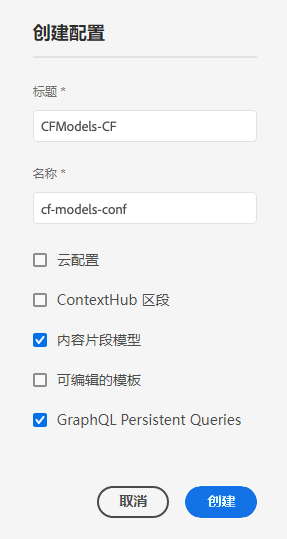 创建配置
标题 *
CFModels-CF
名称 *
cf-models-conf
云配置
ContextHub 区段
内容片段模型
可编辑的模板
GraphQL Persistent Queries
取消
创建